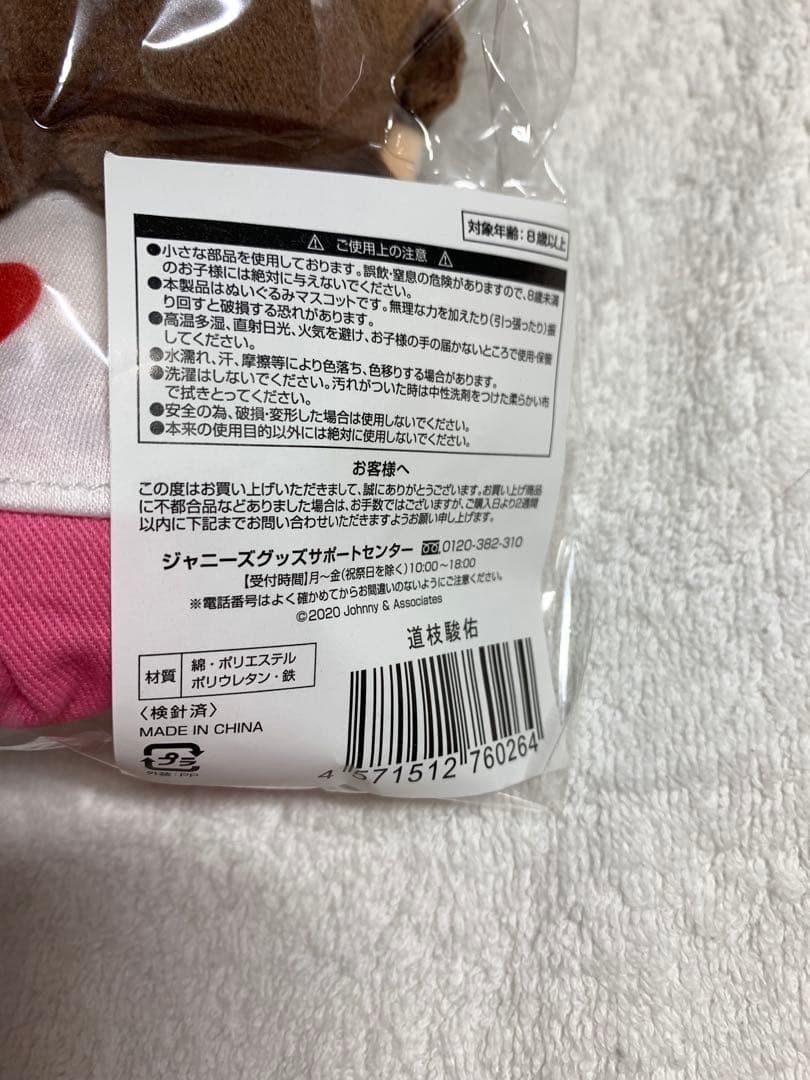 対象年齢：8歳以上
⚠ ご使用上の注意 ⚠
●小さな部品を使用しております。誤飲・窒息の危険がありますので、8歳未満
のお子様には絶対に与えないでください。
●本製品はぬいぐるみマスコットです。無理な力を加えたり(引っ張ったり)振
り回すと破損する恐れがあります。
●高温多湿、直射日光、火気を避け、お子様の手の届かないところで使用・保管
してください。
●水濡れ、汗、摩擦等により色落ち、色移りする場合があります。
●洗濯はしないでください。汚れがついた時は中性洗剤をつけた柔らかい布
で拭きとってください。
●安全の為、破損・変形した場合は使用しないでください。
●本来の使用目的以外には絶対に使用しないでください。
お客様へ
この度はお買い上げいただきまして、誠にありがとうございます。お買い上げ商品
に不都合品などありました場合は、お手数ではございますが、ご購入日より2週間
以内に下記までお問い合わせいただきますようお願い申し上げます。
ジャニーズグッズサポートセンター 0120-382-310
【受付時間】月～金(祝祭日を除く)10:00～18:00
※電話番号はよく確かめてからお間違いのないようにご注意ください。
©2020 Johnny & Associates
道枝駿佑
材質 綿・ポリエステル
ポリウレタン・鉄
〈検針済〉
MADE IN CHINA
プラ
外装：PP
4 571512 760264